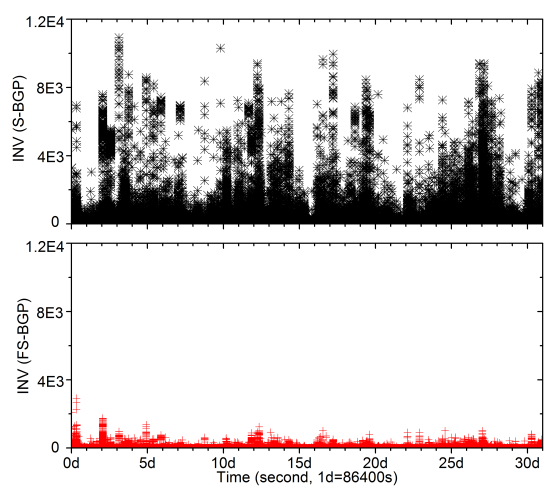 1.2E4
8E3
4E3
0
INV (S-BGP)
1.2E4
8E3
4E3
0
INV (FS-BGP)
0d 5d 10d 15d 20d 25d 30d
Time (second, 1d=86400s)